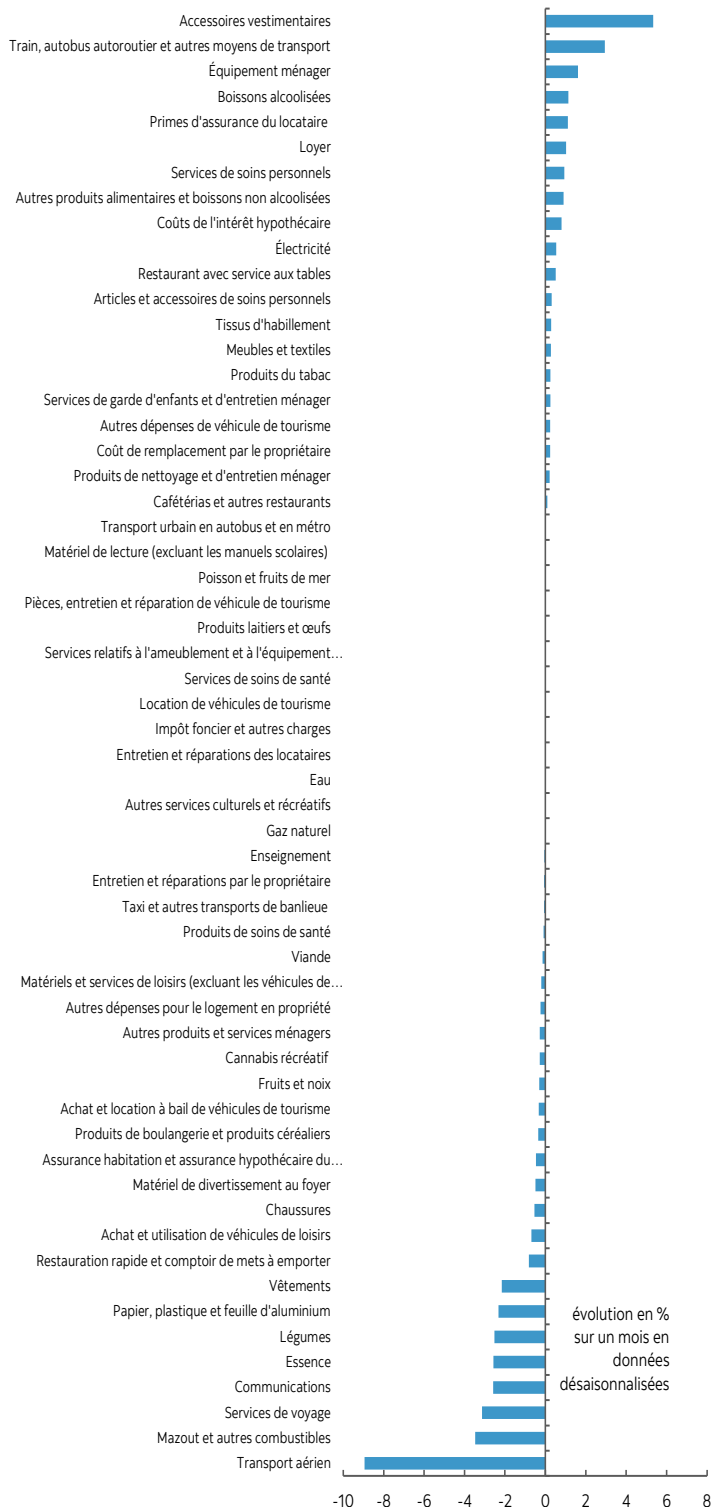 Accessoires vestimentaires
Train, autobus autoroutier et autres moyens de transport
Équipement ménager
Boissons alcoolisées
Primes d'assurance du locataire
Loyer
Services de soins personnels
Autres produits alimentaires et boissons non alcoolisées
Coûts de l'intérêt hypothécaire
Électricité
Restaurant avec service aux tables
Articles et accessoires de soins personnels
Tissus d'habillement
Meubles et textiles
Produits du tabac
Services de garde d'enfants et d'entretien ménager
Autres dépenses de véhicule de tourisme
Coût de remplacement par le propriétaire
Produits de nettoyage et d'entretien ménager
Cafétérias et autres restaurants
Transport urbain en autobus et en métro
Matériel de lecture (excluant les manuels scolaires)
Poisson et fruits de mer
Pièces, entretien et réparation de véhicule de tourisme
Produits laitiers et œufs
Services relatifs à l'ameublement et à l'équipement…
Services de soins de santé
Location de véhicules de tourisme
Impôt foncier et autres charges
Entretien et réparations des locataires
Eau
Autres services culturels et récréatifs
Gaz naturel
Enseignement
Entretien et réparations par le propriétaire
Taxi et autres transports de banlieue
Produits de soins de santé
Viande
Matériels et services de loisirs (excluant les véhicules de…
Autres dépenses pour le logement en propriété
Autres produits et services ménagers
Cannabis récréatif
Fruits et noix
Achat et location à bail de véhicules de tourisme
Produits de boulangerie et produits céréaliers
Assurance habitation et assurance hypothécaire du…
Matériel de divertissement au foyer
Chaussures
Achat et utilisation de véhicules de loisirs
Restauration rapide et comptoir de mets à emporter
Vêtements
Papier, plastique et feuille d'aluminium
Légumes
Essence
Communications
Services de voyage
Mazout et autres combustibles
Transport aérien
évolution en %
sur un mois en
données
désaisonnalisées
-10 -8 -6 -4 -2 0 2 4 6 8